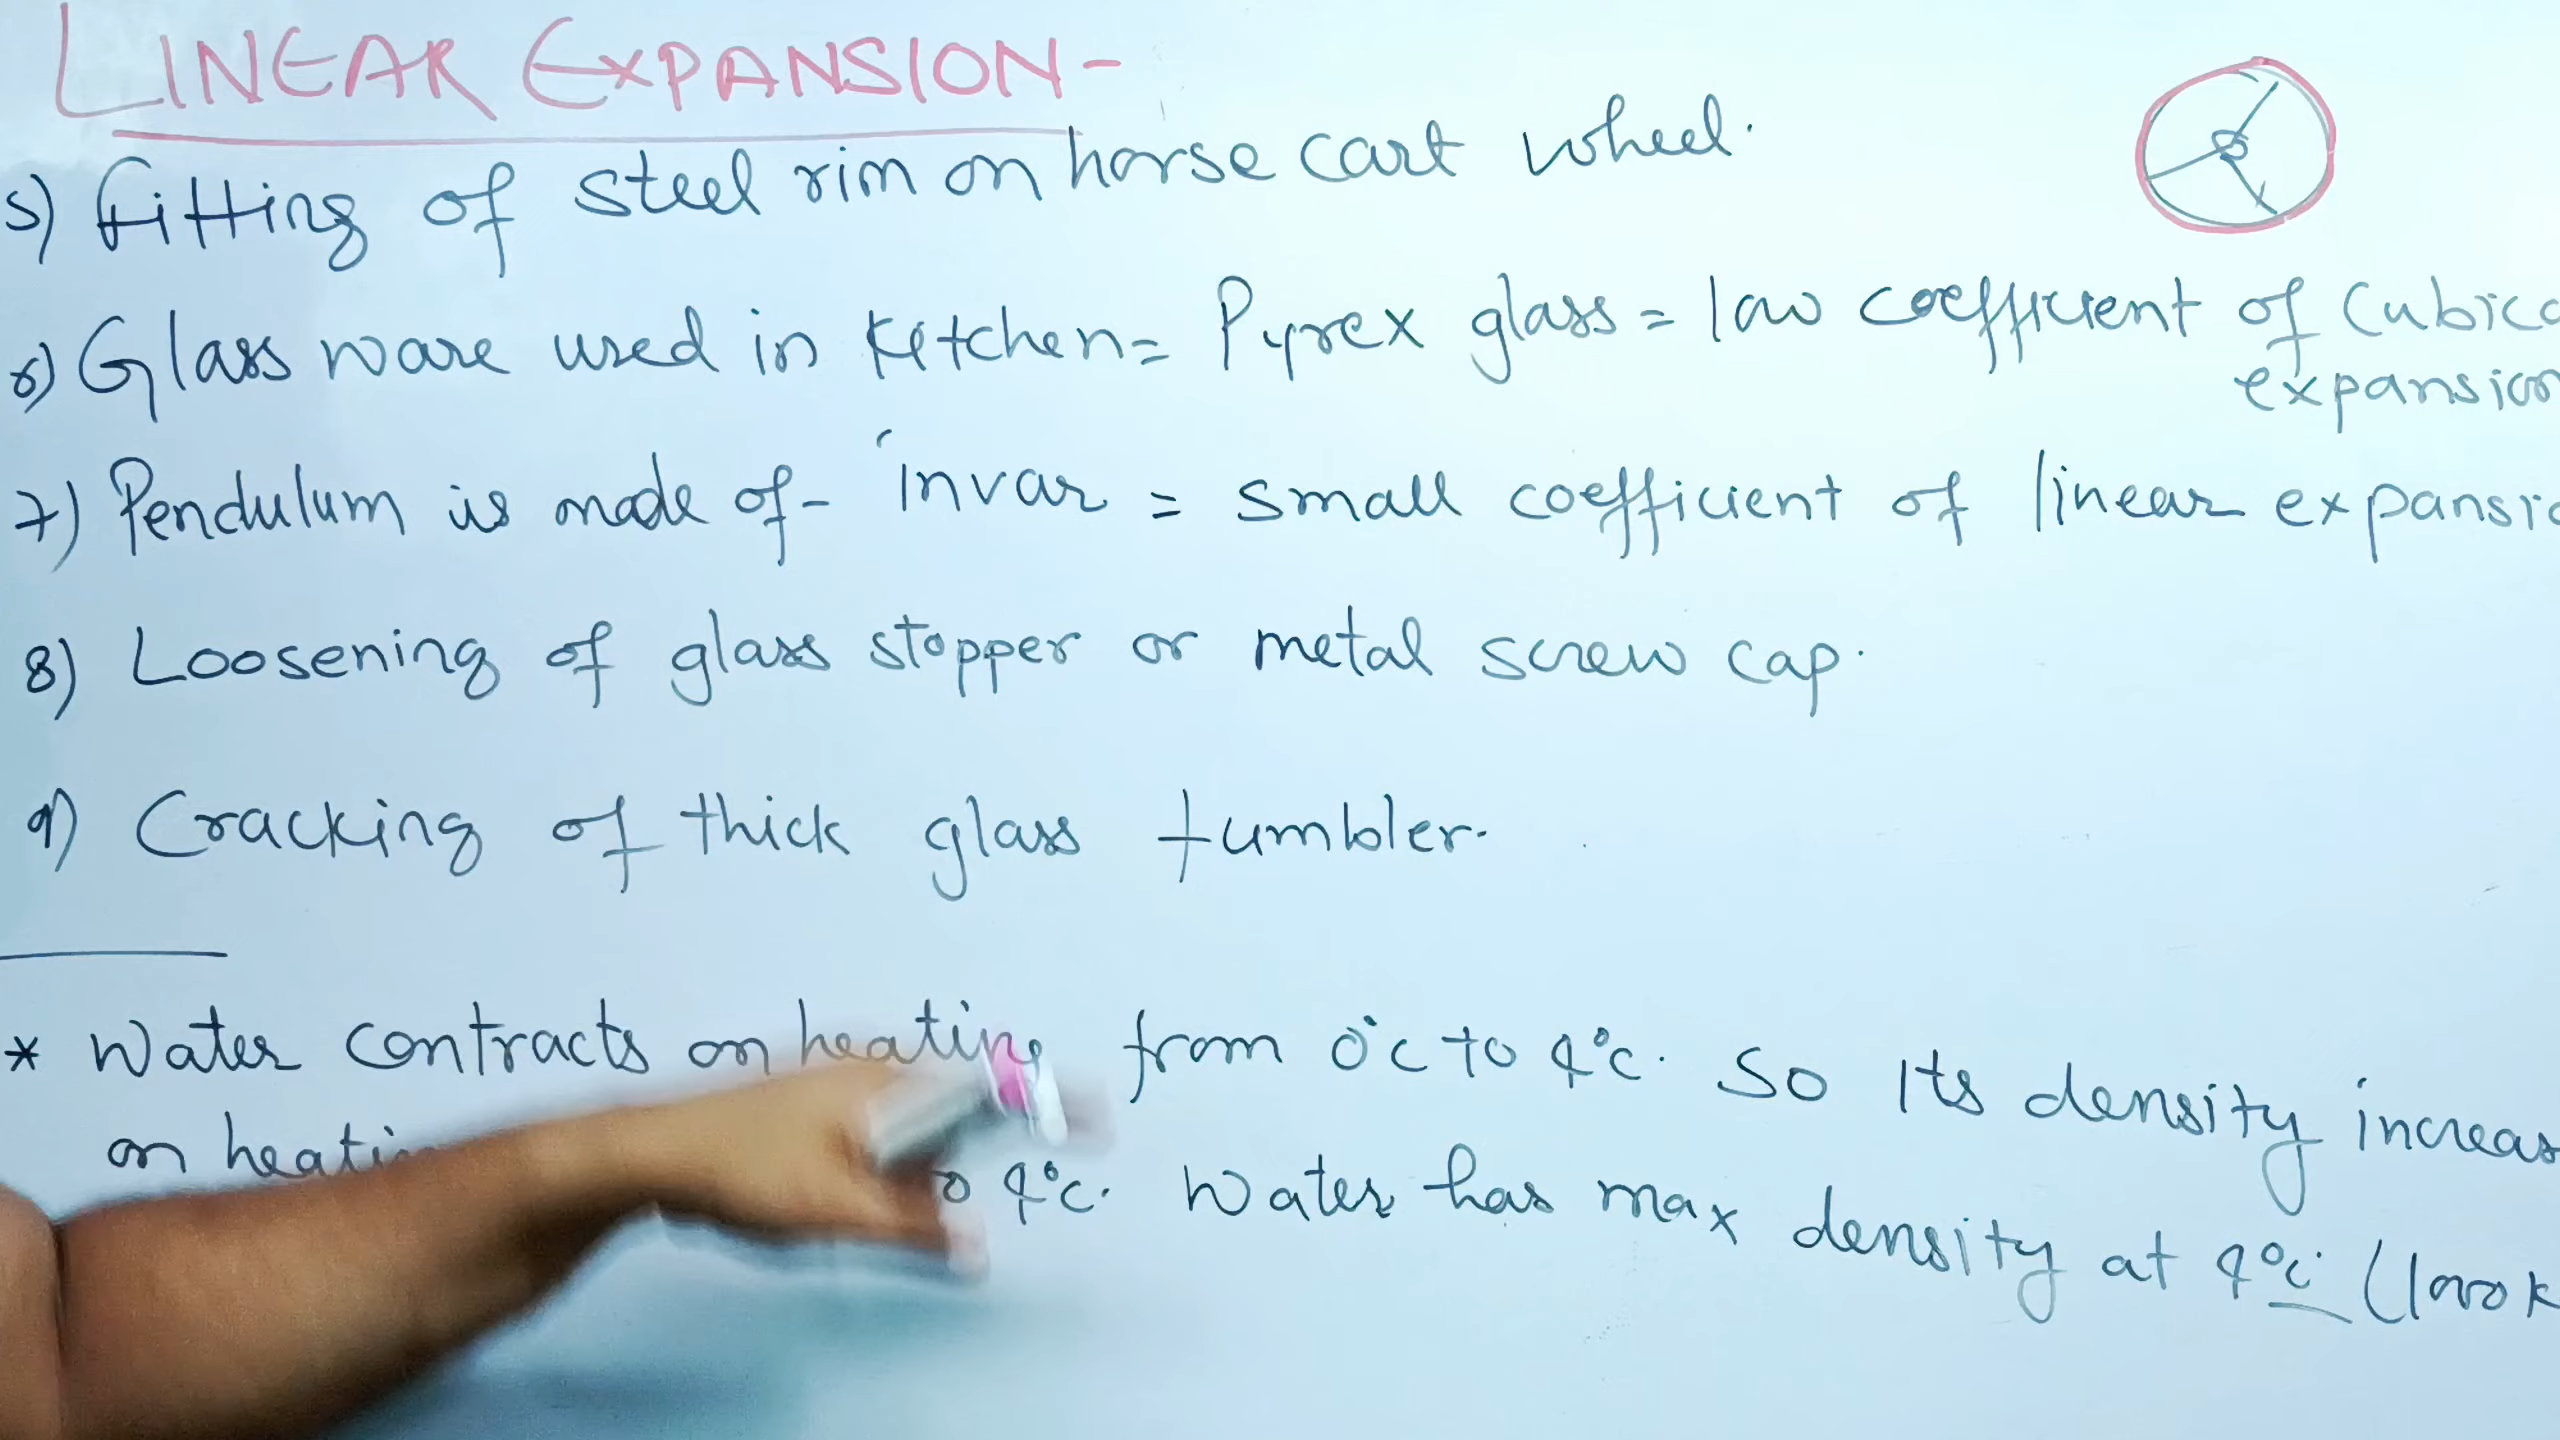 LINEAR EXPANSION-
5) Fitting of steel rim on horse cart wheel.
6) Glass ware used in kitchen = Pyrex glass = low coefficient of Cubica
expansion
7) Pendulum is made of - invar = small coefficient of linear expansio
8) Loosening of glass stopper or metal screw cap.
9) Cracking of thick glass tumbler.
* Water contracts on heating from 0°C to 4°C. So Its density increas
on heati o 4°C. Water has max density at 4°C. (1000 k